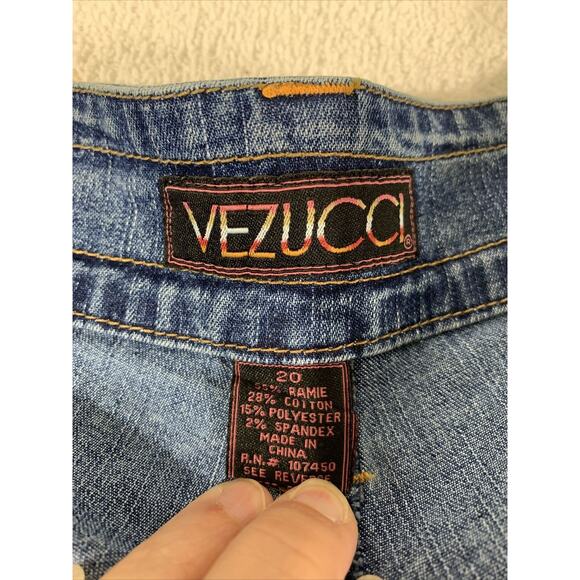 VEZUCCI®
20
55% RAMIE
28% COTTON
15% POLYESTER
2% SPANDEX
MADE IN
CHINA
R.N.# 107450
SEE REVERSE